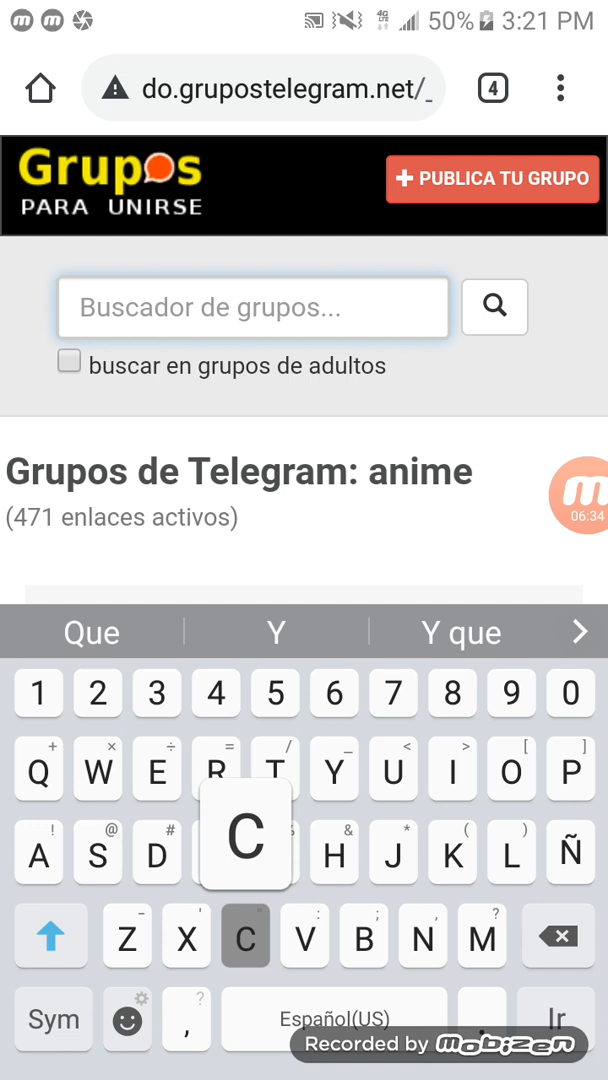 50% 3:21 PM
do.grupostelegram.net/_ 4
Grupos
PARA UNIRSE
+ PUBLICA TU GRUPO
Buscador de grupos...
buscar en grupos de adultos
Grupos de Telegram: anime
(471 enlaces activos)
m
06:34
Que Y Y que
1 2 3 4 5 6 7 8 9 0
+ × ÷ = / _ < > [ ]
Q W E R T Y U I O P
! @ # & * ( )
A S D C H J K L Ñ
- ' " : ; , ?
Z X C V B N M
Sym , ? Español(US) . Ir
Recorded by mobizen